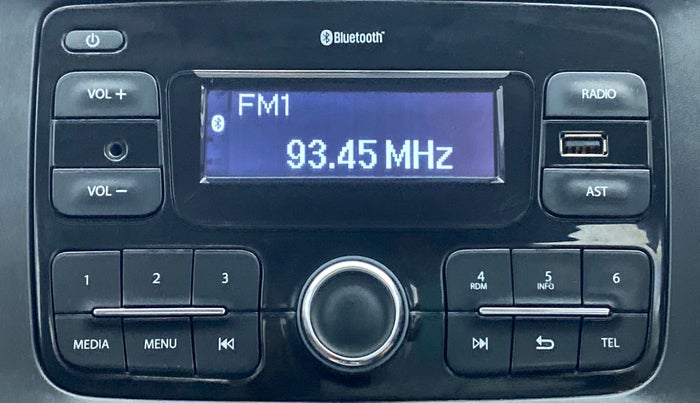 Bluetooth
VOL +
FM1
93.45 MHz
RADIO
VOL −
AST
1
2
3
4
RDM
5
INFO
6
MEDIA
MENU
TEL